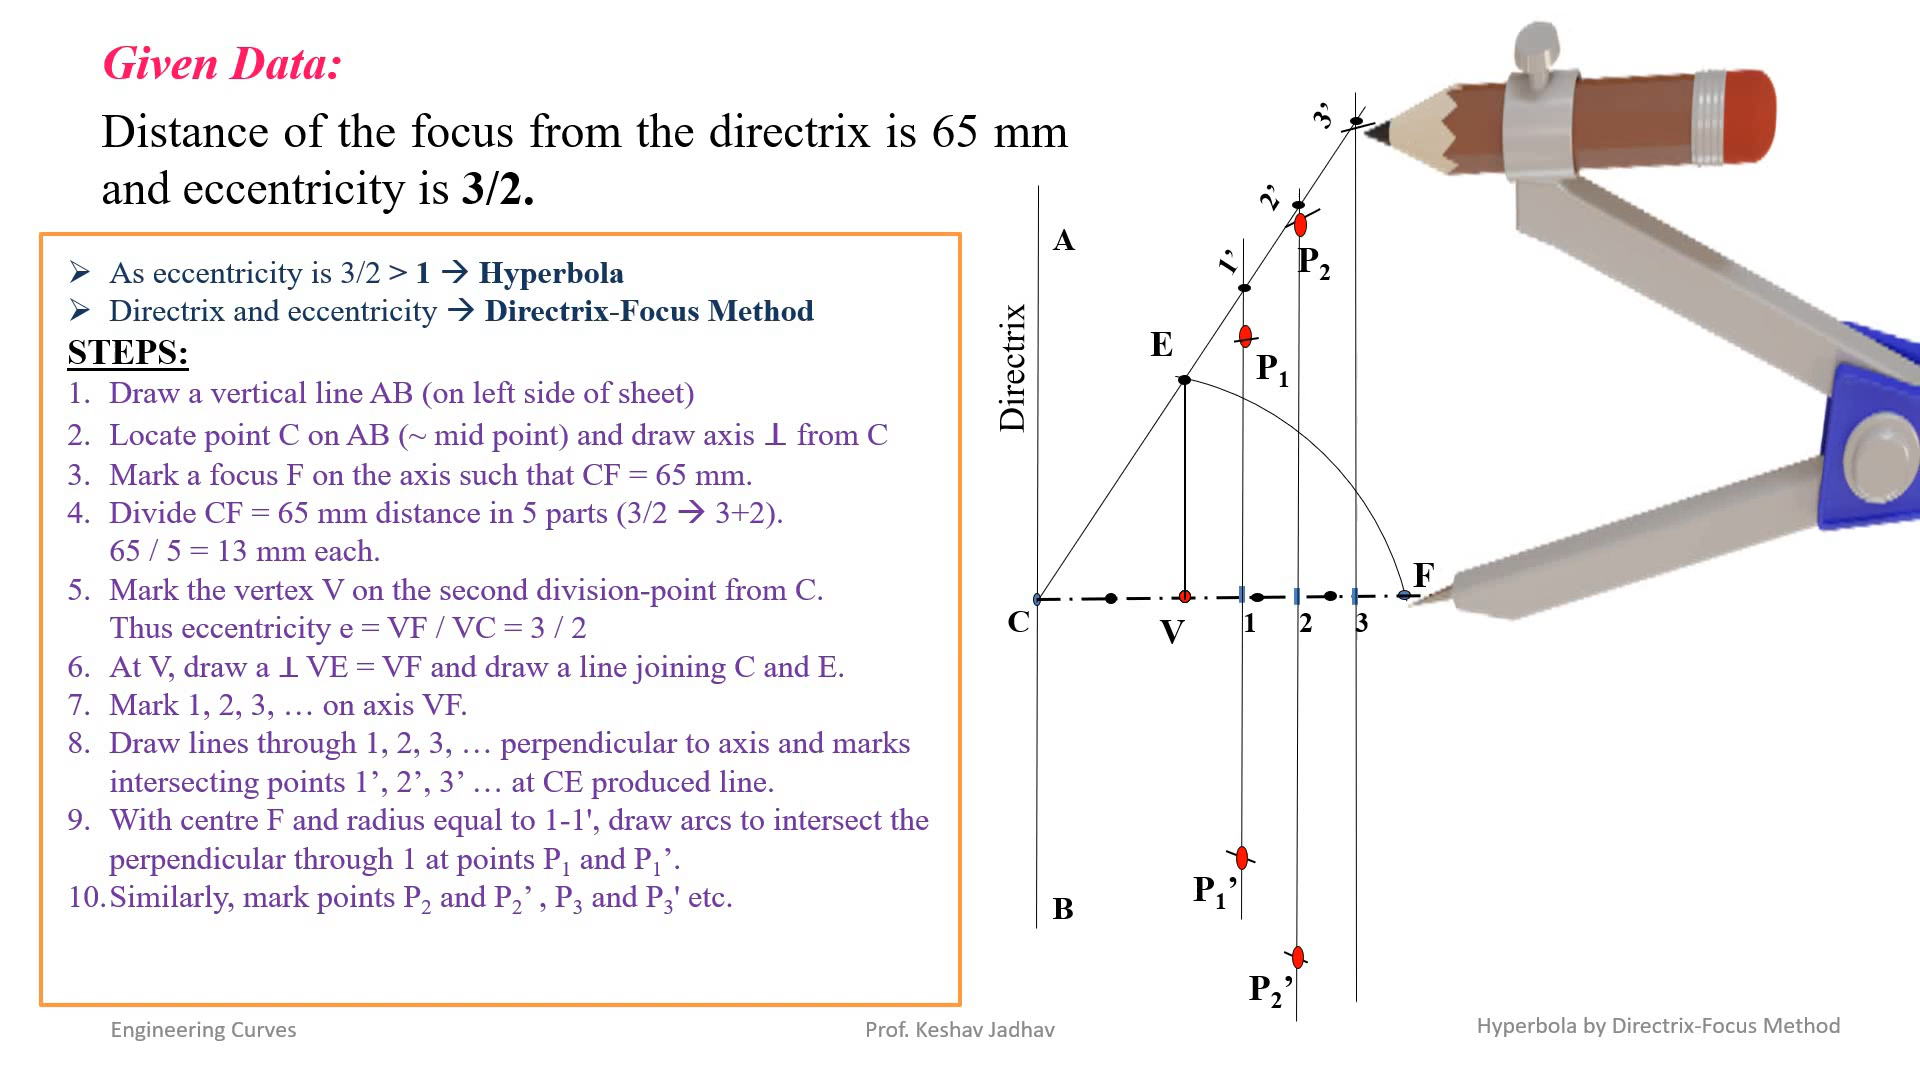 Given Data:
Distance of the focus from the directrix is 65 mm
and eccentricity is 3/2.
➢ As eccentricity is 3/2 > 1 → Hyperbola
➢ Directrix and eccentricity → Directrix-Focus Method
STEPS:
1. Draw a vertical line AB (on left side of sheet)
2. Locate point C on AB (~ mid point) and draw axis ⊥ from C
3. Mark a focus F on the axis such that CF = 65 mm.
4. Divide CF = 65 mm distance in 5 parts (3/2 → 3+2).
65 / 5 = 13 mm each.
5. Mark the vertex V on the second division-point from C.
Thus eccentricity e = VF / VC = 3 / 2
6. At V, draw a ⊥ VE = VF and draw a line joining C and E.
7. Mark 1, 2, 3, … on axis VF.
8. Draw lines through 1, 2, 3, … perpendicular to axis and marks
intersecting points 1’, 2’, 3’ … at CE produced line.
9. With centre F and radius equal to 1-1', draw arcs to intersect the
perpendicular through 1 at points P₁ and P₁’.
10. Similarly, mark points P₂ and P₂’ , P₃ and P₃' etc.
3’
2’
A
1’
P₂
Directrix
E
P₁
F
C
V
1
2
3
P₁’
B
P₂’
Engineering Curves
Prof. Keshav Jadhav
Hyperbola by Directrix-Focus Method